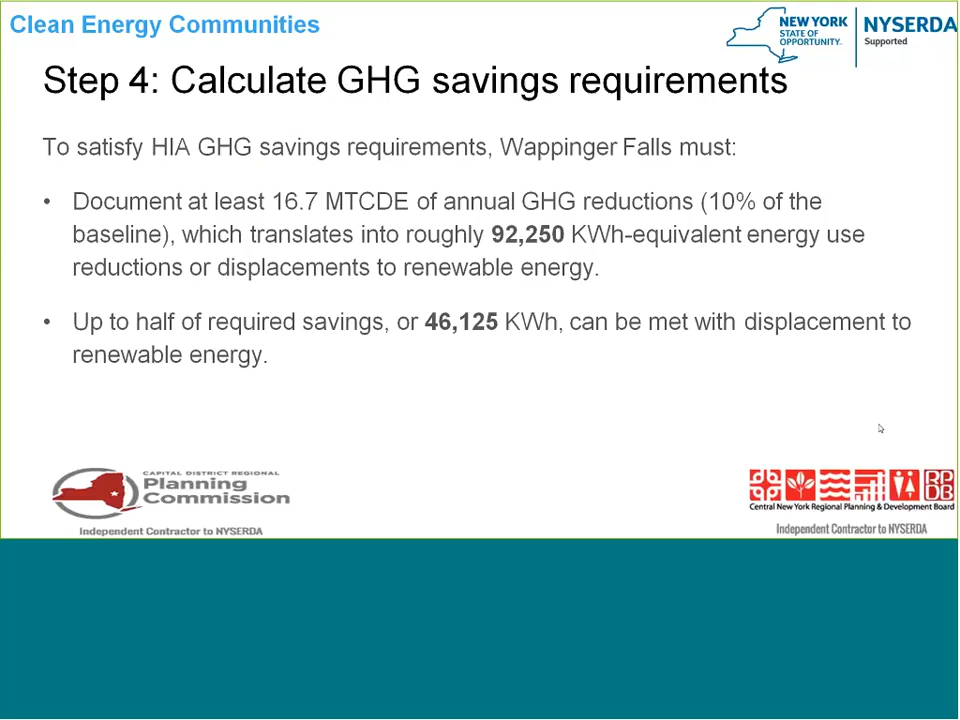 Clean Energy Communities
NEW YORK
STATE OF
OPPORTUNITY.
NYSERDA
Supported
Step 4: Calculate GHG savings requirements
To satisfy HIA GHG savings requirements, Wappinger Falls must:
• Document at least 16.7 MTCDE of annual GHG reductions (10% of the
baseline), which translates into roughly 92,250 KWh-equivalent energy use
reductions or displacements to renewable energy.
• Up to half of required savings, or 46,125 KWh, can be met with displacement to
renewable energy.
CAPITAL DISTRICT REGIONAL
Planning
Commission
Independent Contractor to NYSERDA
RP
DB
Central New York Regional Planning & Development Board
Independent Contractor to NYSERDA